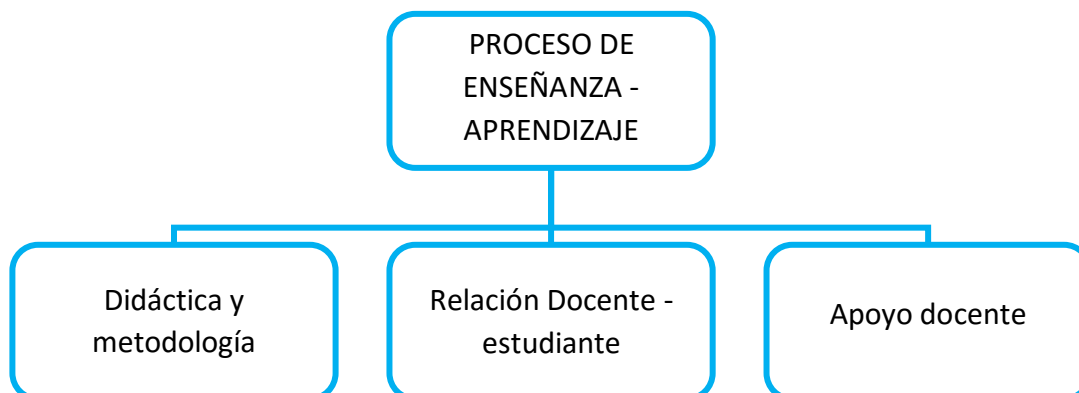 PROCESO DE
ENSEÑANZA -
APRENDIZAJE
Didáctica y
metodología
Relación Docente -
estudiante
Apoyo docente